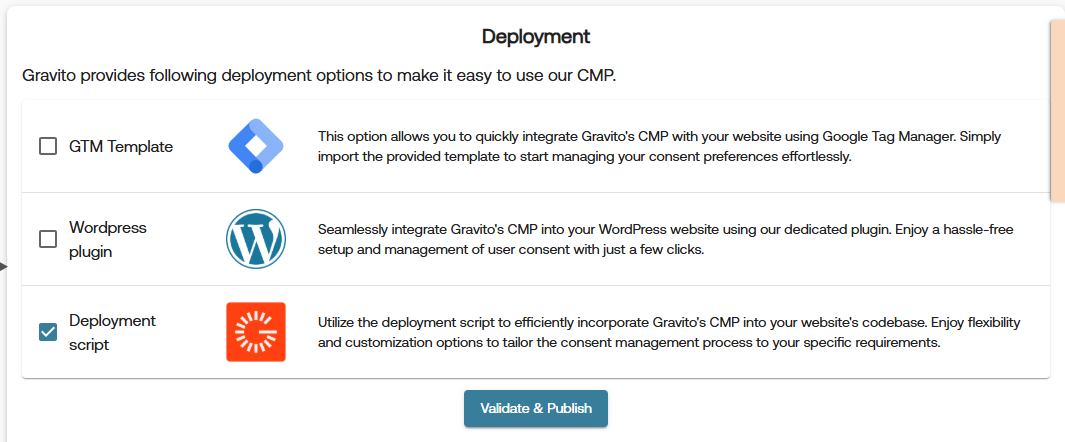 Deployment
Gravito provides following deployment options to make it easy to use our CMP.
GTM Template
This option allows you to quickly integrate Gravito's CMP with your website using Google Tag Manager. Simply
import the provided template to start managing your consent preferences effortlessly.
Wordpress
plugin
Seamlessly integrate Gravito's CMP into your WordPress website using our dedicated plugin. Enjoy a hassle-free
setup and management of user consent with just a few clicks.
Deployment
script
Utilize the deployment script to efficiently incorporate Gravito's CMP into your website's codebase. Enjoy flexibility
and customization options to tailor the consent management process to your specific requirements.
Validate & Publish